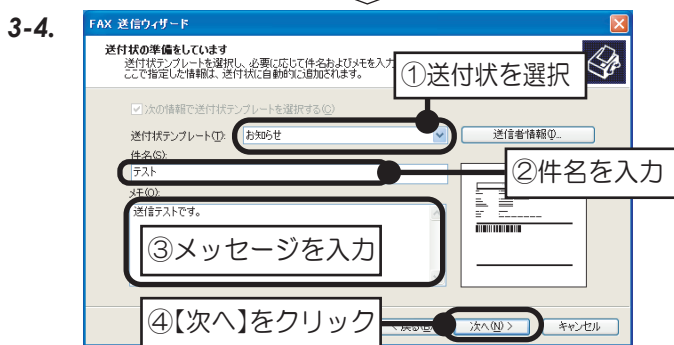 3-4.
FAX 送信ウィザード
送付状の準備をしています
送付状テンプレートを選択し、必要に応じて件名およびメモを入力
ここで指定した情報は、送付状に自動的に追加されます。
①送付状を選択
次の情報で送付状テンプレートを選択する(C)
送付状テンプレート(T): お知らせ 送信者情報(I)...
件名(S):
テスト
②件名を入力
メモ(O):
送信テストです。
③メッセージを入力
④【次へ】をクリック
次へ(N) > キャンセル